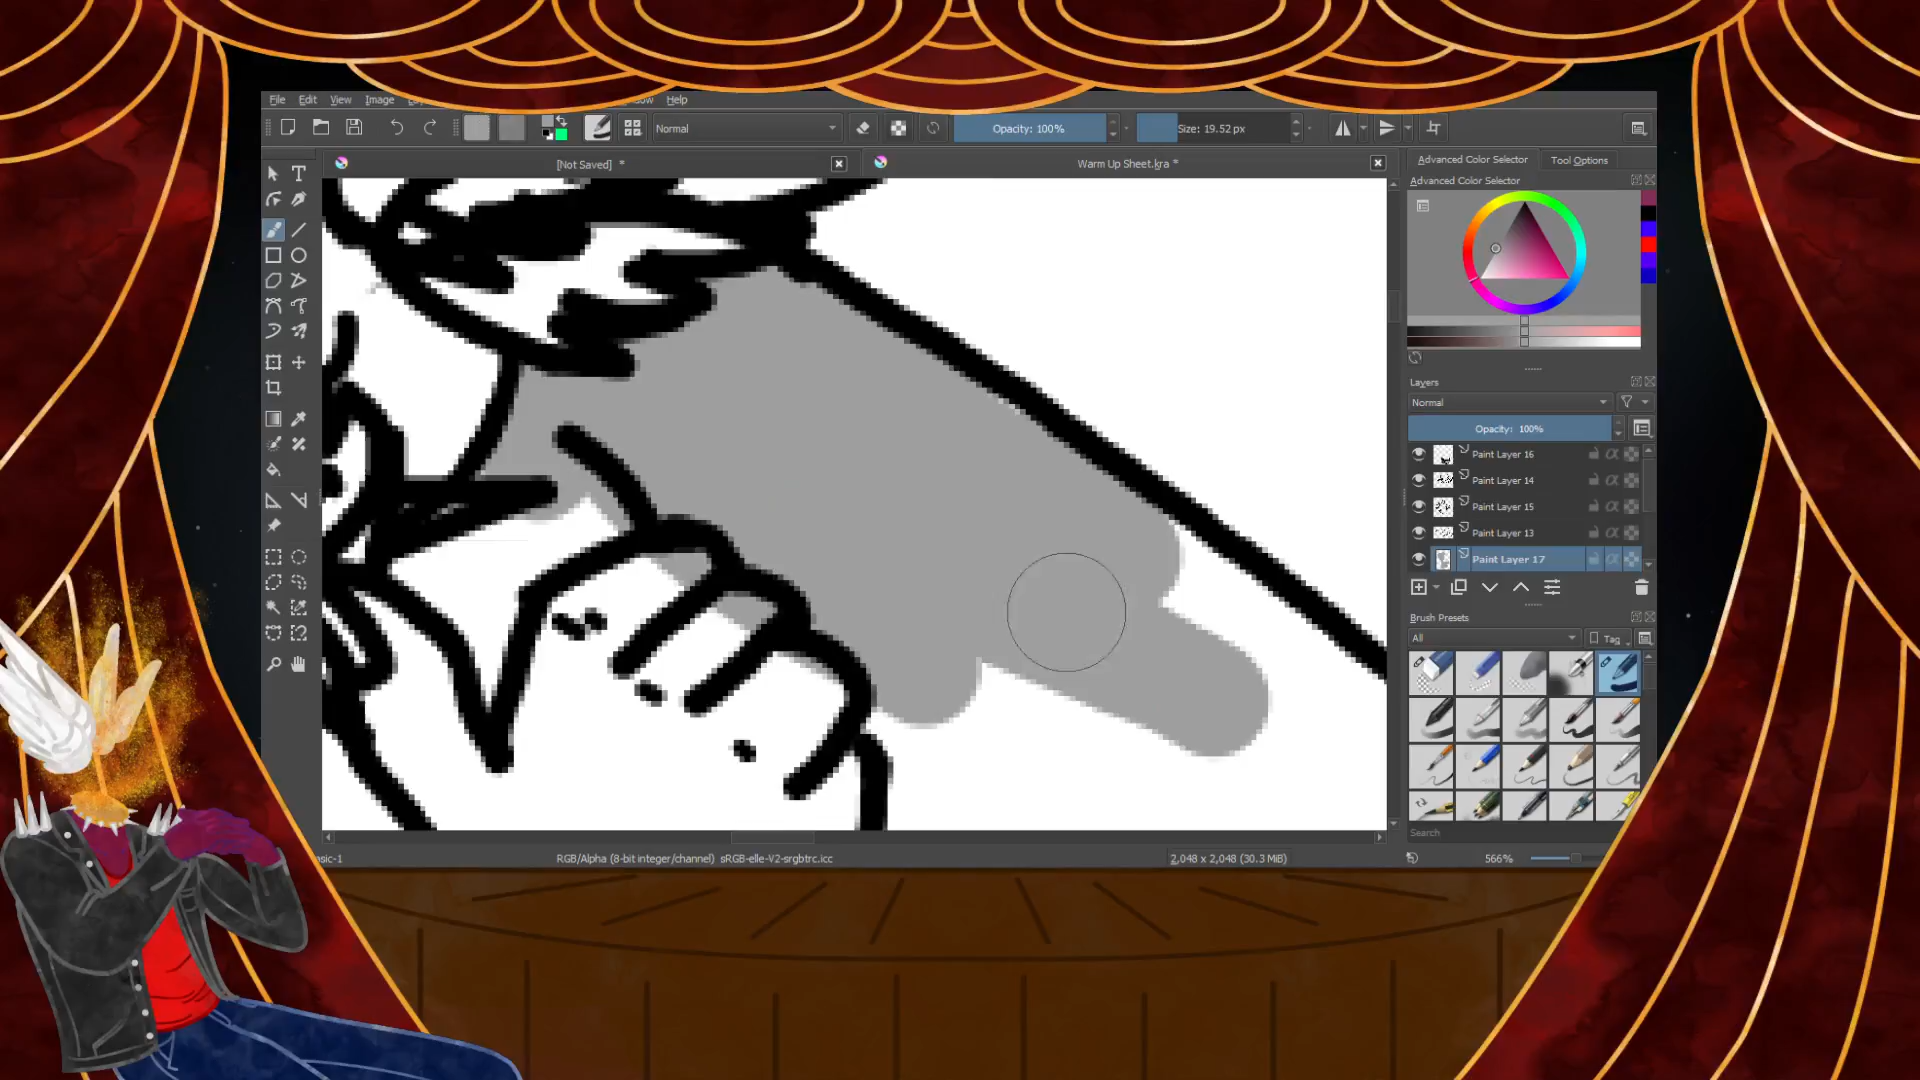 File Edit View Image Help
Normal
Opacity: 100%
Size: 19.52 px
[Not Saved] *
Warm Up Sheet.kra *
Advanced Color Selector
Tool Options
Advanced Color Selector
Layers
Normal
Opacity: 100%
Paint Layer 16
Paint Layer 14
Paint Layer 15
Paint Layer 13
Paint Layer 17
Brush Presets
All
Tag
Search
RGB/Alpha (8-bit integer/channel) sRGB-elle-V2-srgbtrc.icc
2,048 x 2,048 (30.3 MiB)
566%